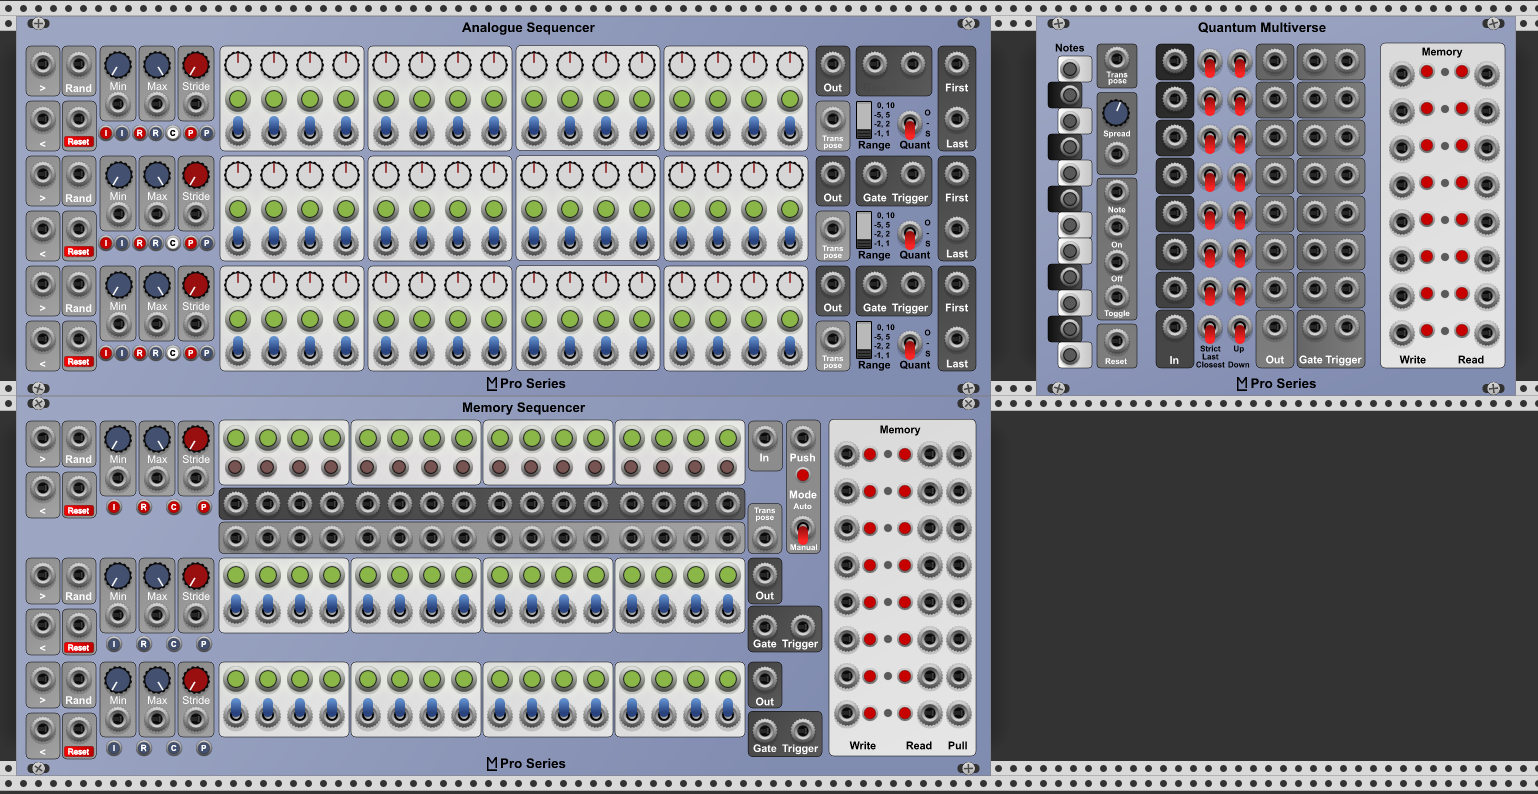 Analogue Sequencer
> Rand Min Max Stride
< Reset
I I R R C P P
Out
Trans
pose
0, 10
-5, 5
-2, 2
-1, 1
Range
O
-
S
Quant
First
Last
> Rand Min Max Stride
< Reset
I I R R C P P
Out Gate Trigger
Trans
pose
0, 10
-5, 5
-2, 2
-1, 1
Range
O
-
S
Quant
First
Last
> Rand Min Max Stride
< Reset
I I R R C P P
Out Gate Trigger
Trans
pose
0, 10
-5, 5
-2, 2
-1, 1
Range
O
-
S
Quant
First
Last
Pro Series
Quantum Multiverse
Notes
Trans
pose
Spread
Note
On
Off
Toggle
Reset
In
Strict
Last
Closest
Up
Down
Out
Gate Trigger
Memory
Write Read
Pro Series
Memory Sequencer
> Rand Min Max Stride
< Reset
I R C P
In
Trans
pose
Push
Mode
Auto
Manual
> Rand Min Max Stride
< Reset
I R C P
Out
Gate Trigger
> Rand Min Max Stride
< Reset
I R C P
Out
Gate Trigger
Memory
Write Read Pull
Pro Series